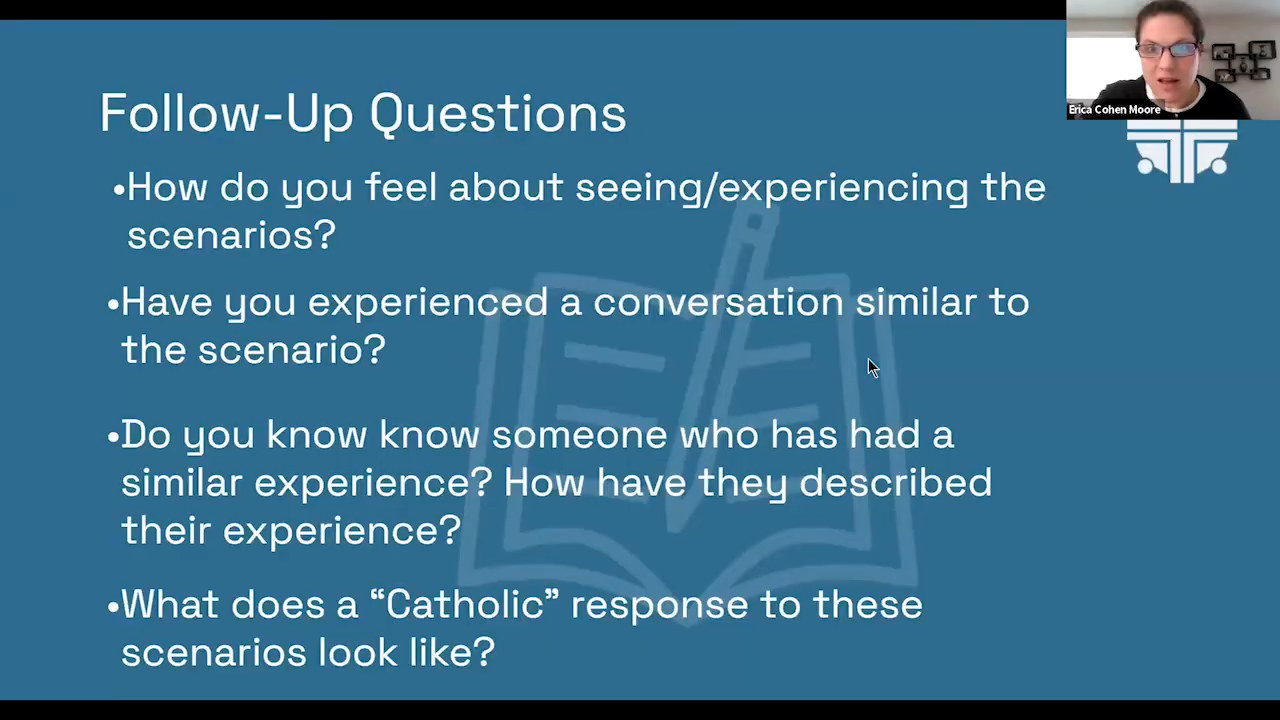 Erica Cohen Moore
Follow-Up Questions
•How do you feel about seeing/experiencing the
scenarios?
•Have you experienced a conversation similar to
the scenario?
•Do you know know someone who has had a
similar experience? How have they described
their experience?
•What does a “Catholic” response to these
scenarios look like?